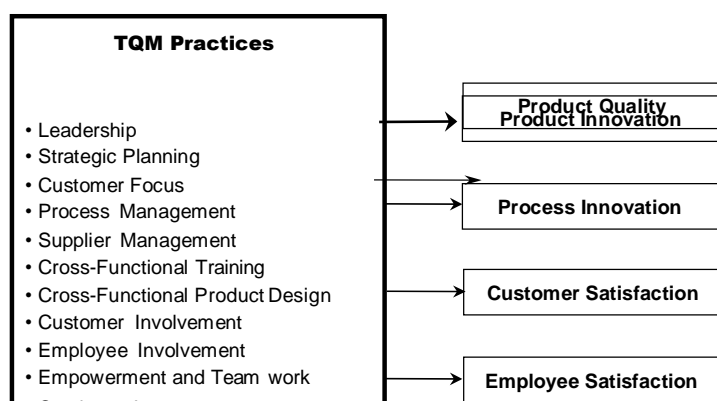 TQM Practices
• Leadership
• Strategic Planning
• Customer Focus
• Process Management
• Supplier Management
• Cross-Functional Training
• Cross-Functional Product Design
• Customer Involvement
• Employee Involvement
• Empowerment and Team work
Product Quality
Product Innovation
Process Innovation
Customer Satisfaction
Employee Satisfaction